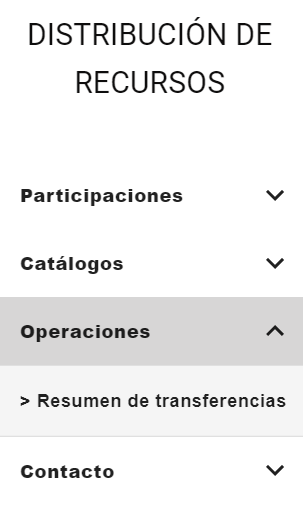 DISTRIBUCIÓN DE
RECURSOS
Participaciones
Catálogos
Operaciones
> Resumen de transferencias
Contacto